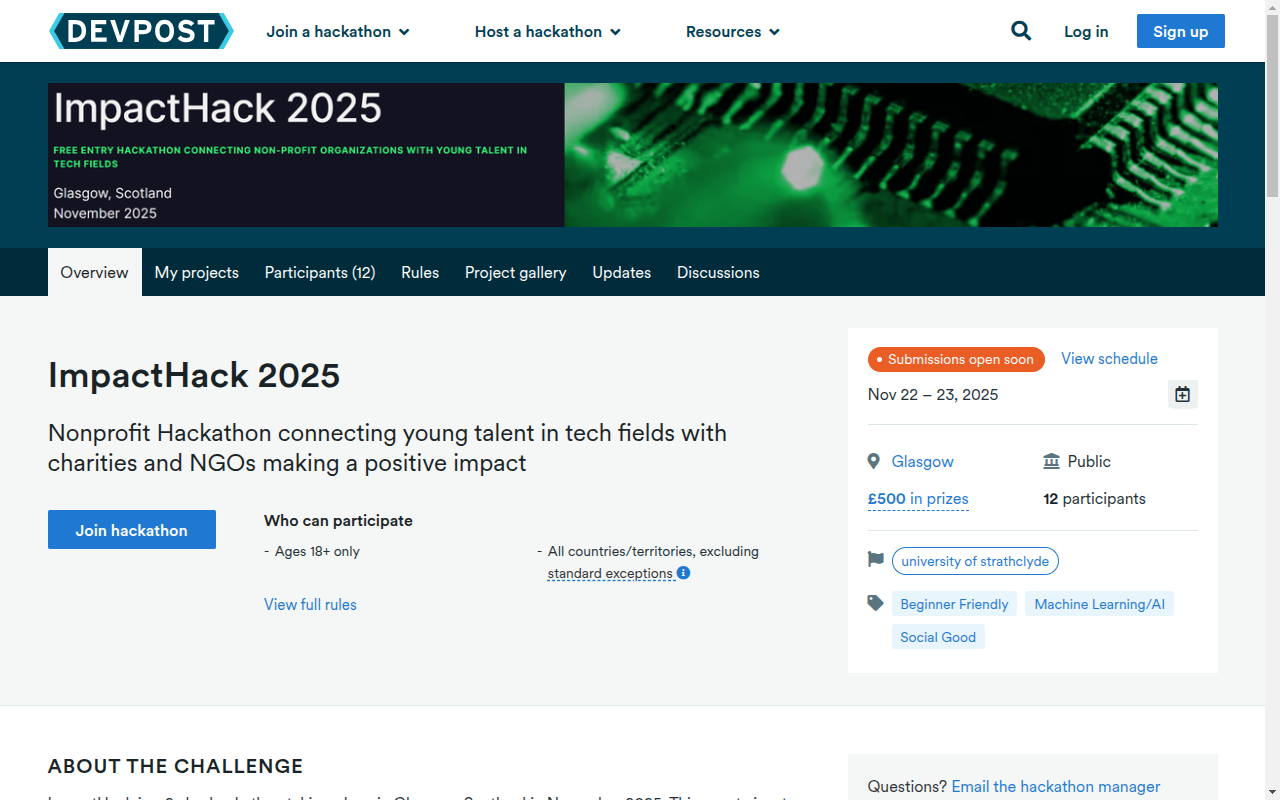 DEVPOST
Join a hackathon
Host a hackathon
Resources
Log in
Sign up
ImpactHack 2025
FREE ENTRY HACKATHON CONNECTING NON-PROFIT ORGANIZATIONS WITH YOUNG TALENT IN
TECH FIELDS
Glasgow, Scotland
November 2025
Overview
My projects
Participants (12)
Rules
Project gallery
Updates
Discussions
ImpactHack 2025
Nonprofit Hackathon connecting young talent in tech fields with
charities and NGOs making a positive impact
Join hackathon
Who can participate
- Ages 18+ only
- All countries/territories, excluding
standard exceptions
View full rules
Submissions open soon
View schedule
Nov 22 – 23, 2025
Glasgow
Public
£500 in prizes
12 participants
university of strathclyde
Beginner Friendly
Machine Learning/AI
Social Good
ABOUT THE CHALLENGE
Questions? Email the hackathon manager